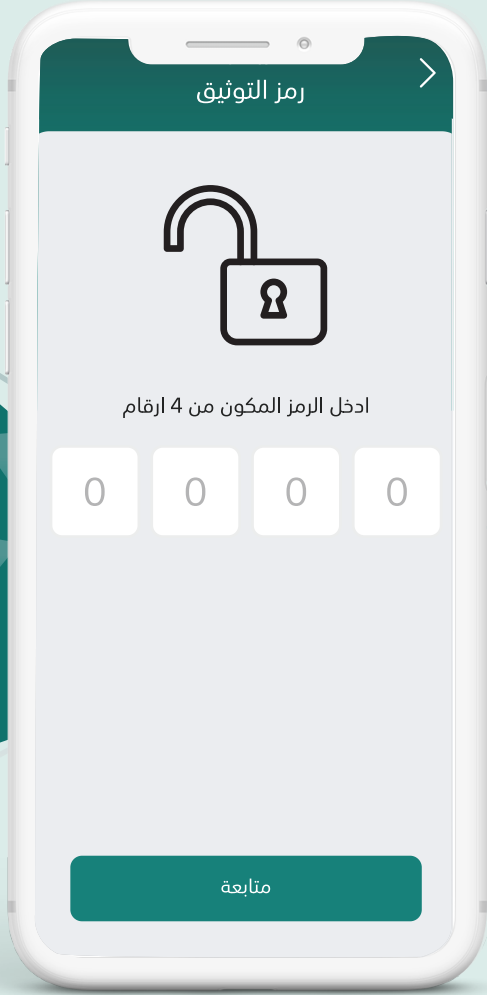 رمز التوثيق
ادخل الرمز المكون من 4 ارقام
0 0 0 0
متابعة